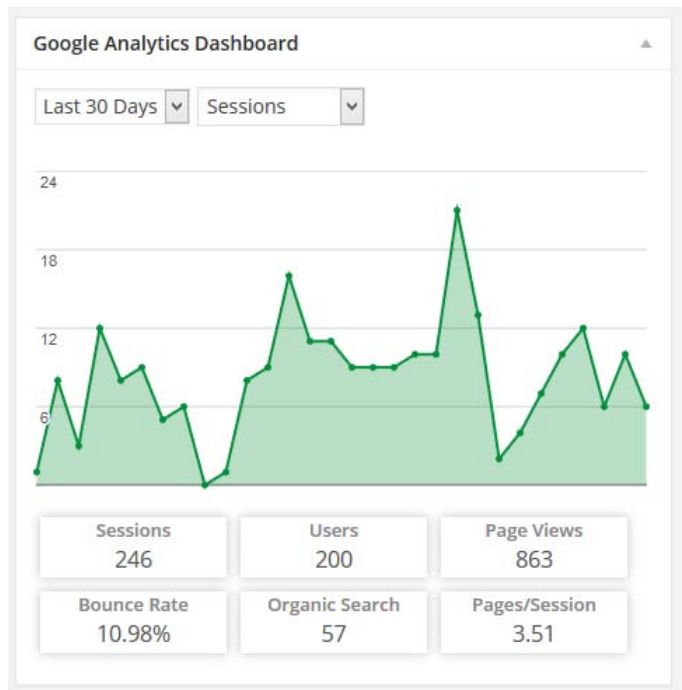 Google Analytics Dashboard
Last 30 Days Sessions
24
18
12
6
Sessions Users Page Views
246 200 863
Bounce Rate Organic Search Pages/Session
10.98% 57 3.51